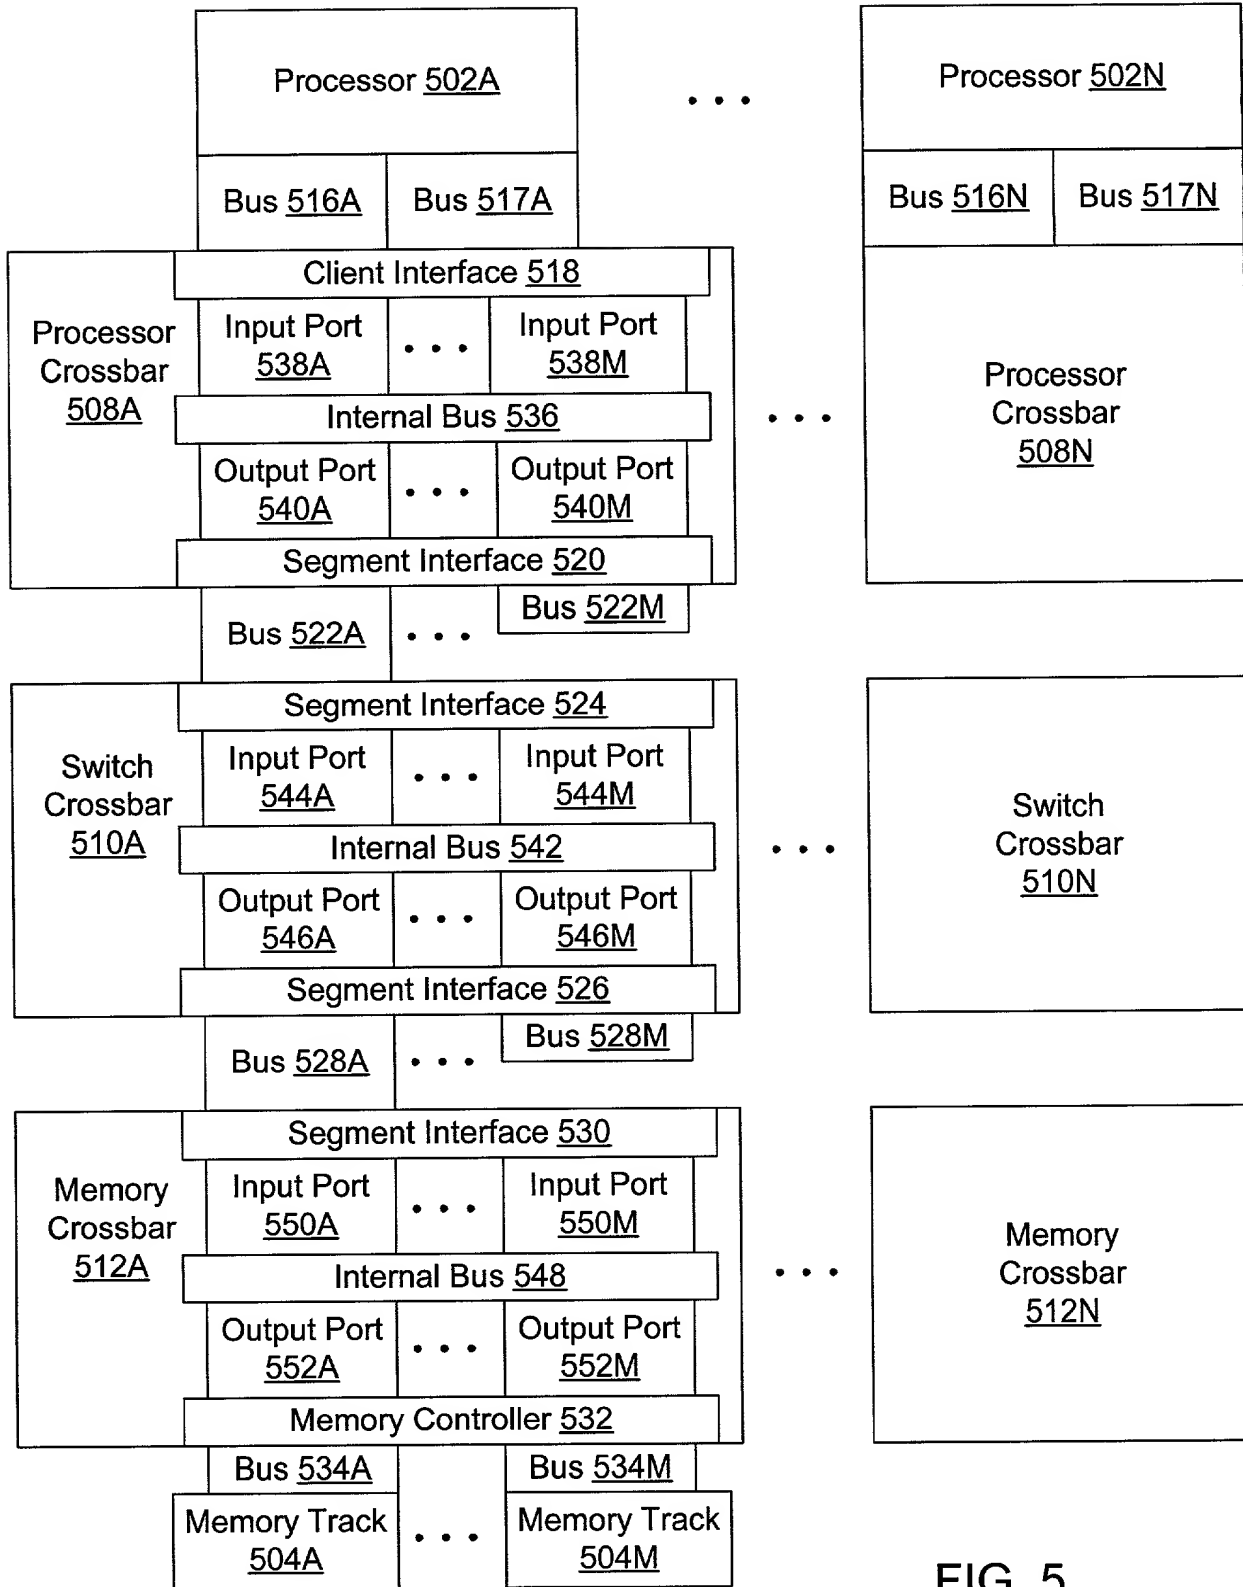 Processor 502A
Processor 502N
Bus 516A
Bus 517A
Bus 516N
Bus 517N
Client Interface 518
Processor
Crossbar
508A
Input Port
538A
Input Port
538M
Internal Bus 536
Output Port
540A
Output Port
540M
Segment Interface 520
Processor
Crossbar
508N
Bus 522A
Bus 522M
Segment Interface 524
Switch
Crossbar
510A
Input Port
544A
Input Port
544M
Internal Bus 542
Output Port
546A
Output Port
546M
Segment Interface 526
Switch
Crossbar
510N
Bus 528A
Bus 528M
Segment Interface 530
Memory
Crossbar
512A
Input Port
550A
Input Port
550M
Internal Bus 548
Output Port
552A
Output Port
552M
Memory Controller 532
Memory
Crossbar
512N
Bus 534A
Bus 534M
Memory Track
504A
Memory Track
504M
FIG. 5